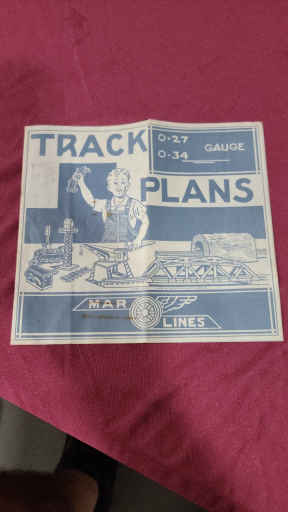 TRACK
PLANS
O-27
O-34
GAUGE
MAR
LINES